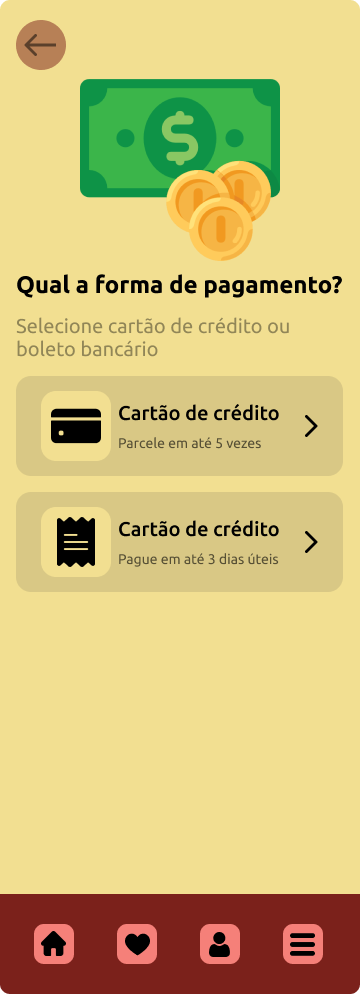 Qual a forma de pagamento?
Selecione cartão de crédito ou
boleto bancário
Cartão de crédito
Parcele em até 5 vezes
Cartão de crédito
Pague em até 3 dias úteis